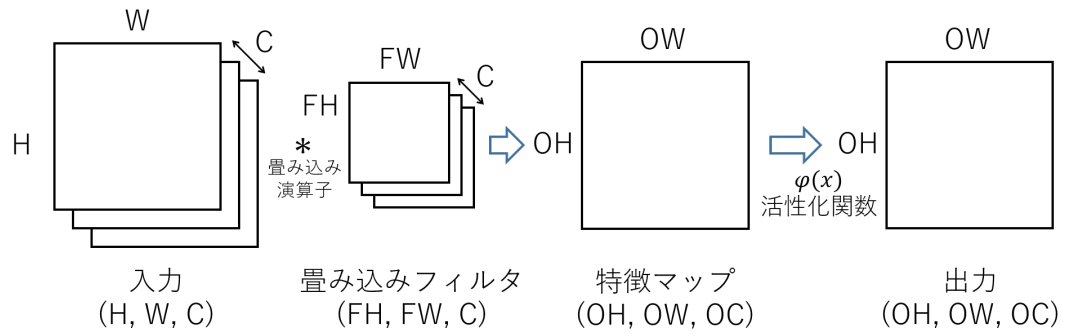 W
C
H
FW
C
FH
*
畳み込み
演算子
OW
OH
φ(x)
活性化関数
OW
OH
入力
(H, W, C)
畳み込みフィルタ
(FH, FW, C)
特徴マップ
(OH, OW, OC)
出力
(OH, OW, OC)